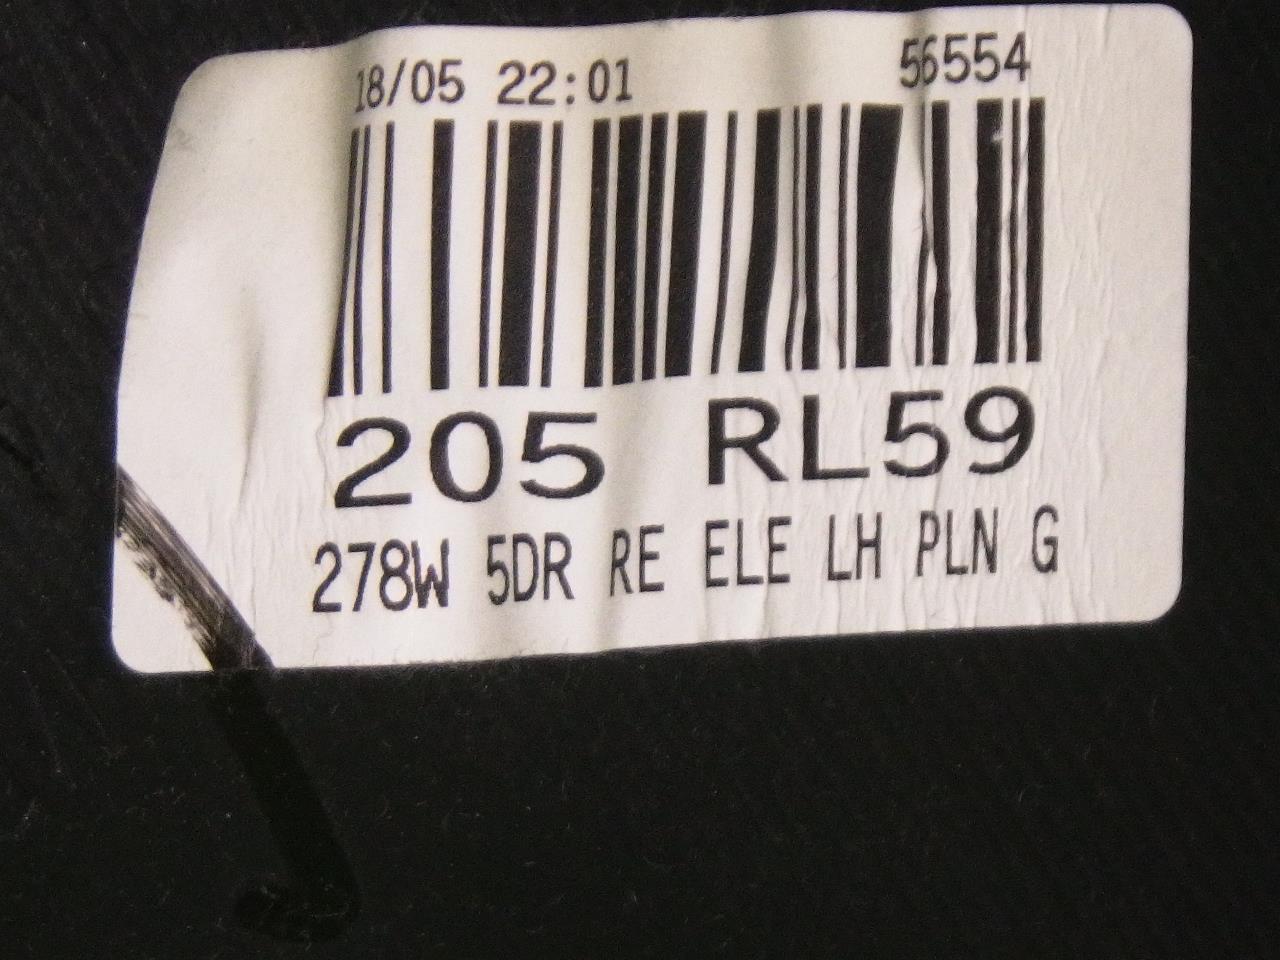 18/05 22:01 56554
205 RL59
278W 5DR RE ELE LH PLN G